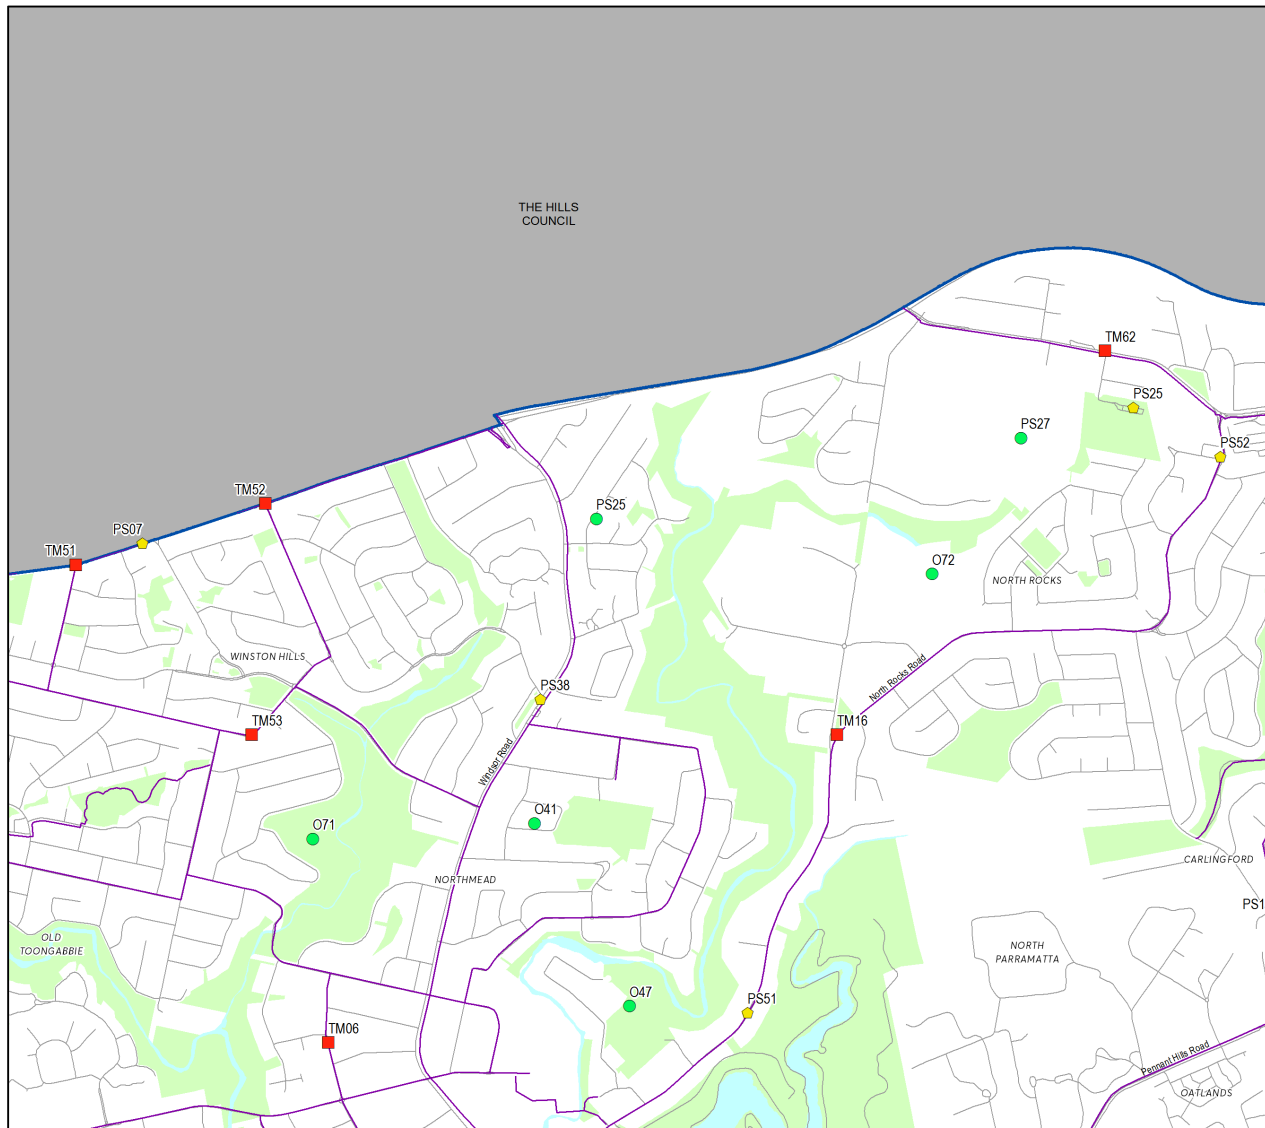 THE HILLS
COUNCIL
TM62
PS25
PS27
PS52
TM52
PS25
PS07
TM51
O72
NORTH ROCKS
WINSTON HILLS
North Rocks Road
PS38
TM53
TM16
Windsor Road
O41
O71
CARLINGFORD
NORTHMEAD
PS1
OLD
TOONGABBIE
NORTH
PARRAMATTA
O47
PS51
TM06
Pennant Hills Road
OATLANDS